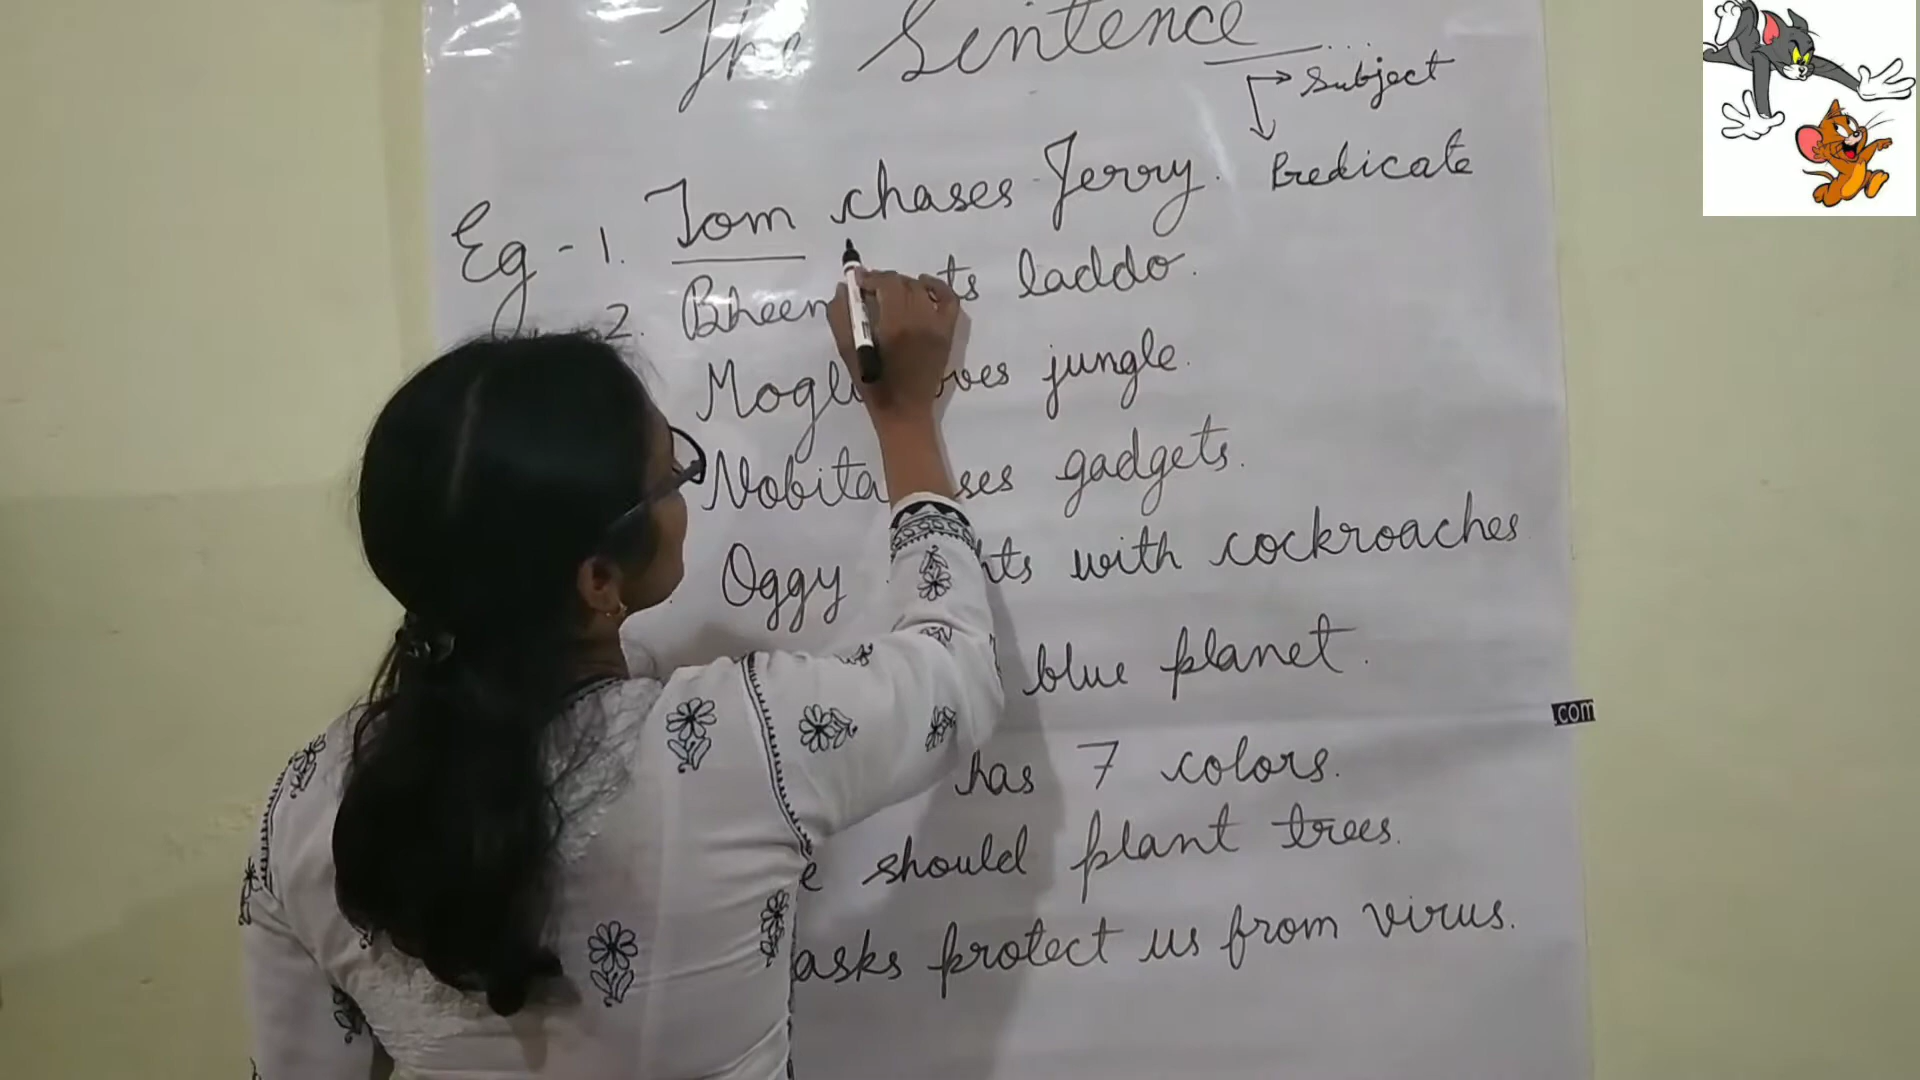 The Sentence
Subject
Predicate
Eg - 1. Tom chases Jerry.
2. Bheem laddo.
Mogli jungle.
Nobita gadgets.
Oggy with cockroaches
blue planet.
.com
has 7 colors.
should plant trees.
protect us from virus.